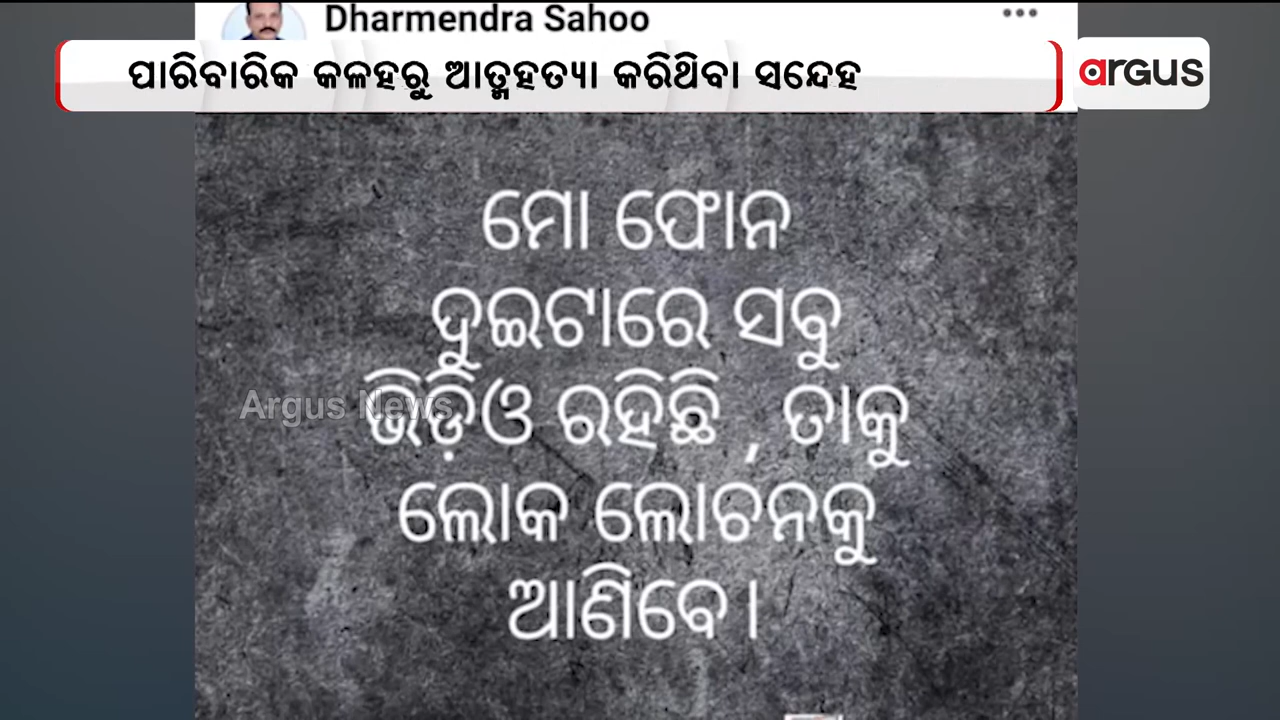 Dharmendra Sahoo
ପାରିବାରିକ କଳହରୁ ଆତ୍ମହତ୍ୟା କରିଥିବା ସନ୍ଦେହ
argus
ମୋ ଫୋନ
ଦୁଇଟାରେ ସବୁ
Argus News
ଭିଡ଼ିଓ ରହିଛି , ତାକୁ
ଲୋକ ଲୋଚନକୁ
ଆଣିବେ।